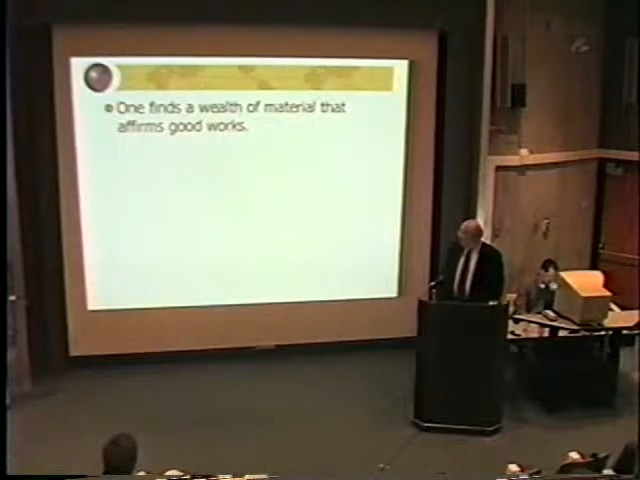 One finds a wealth of material that
affirms good works.